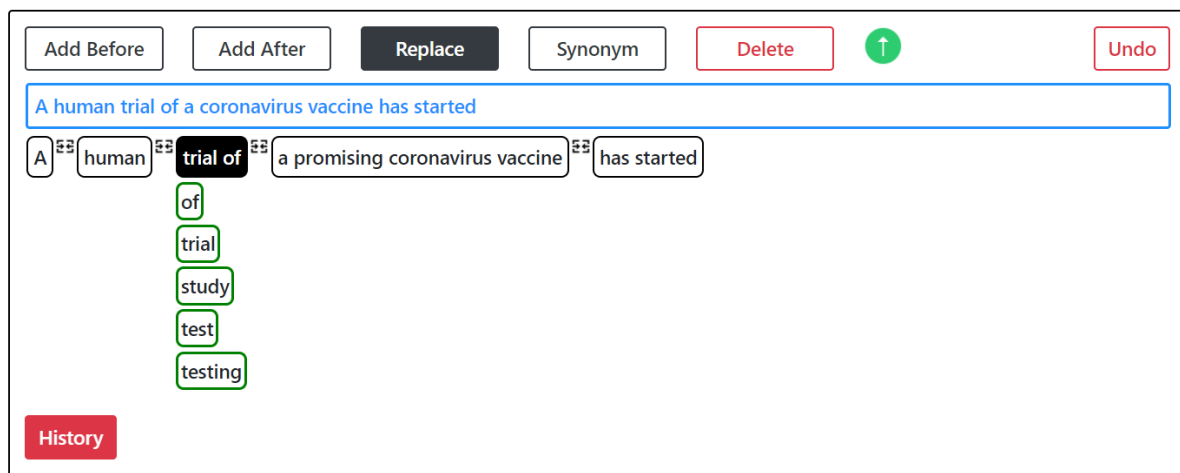 Add Before Add After Replace Synonym Delete ↑ Undo
A human trial of a coronavirus vaccine has started
A human trial of a promising coronavirus vaccine has started
of
trial
study
test
testing
History